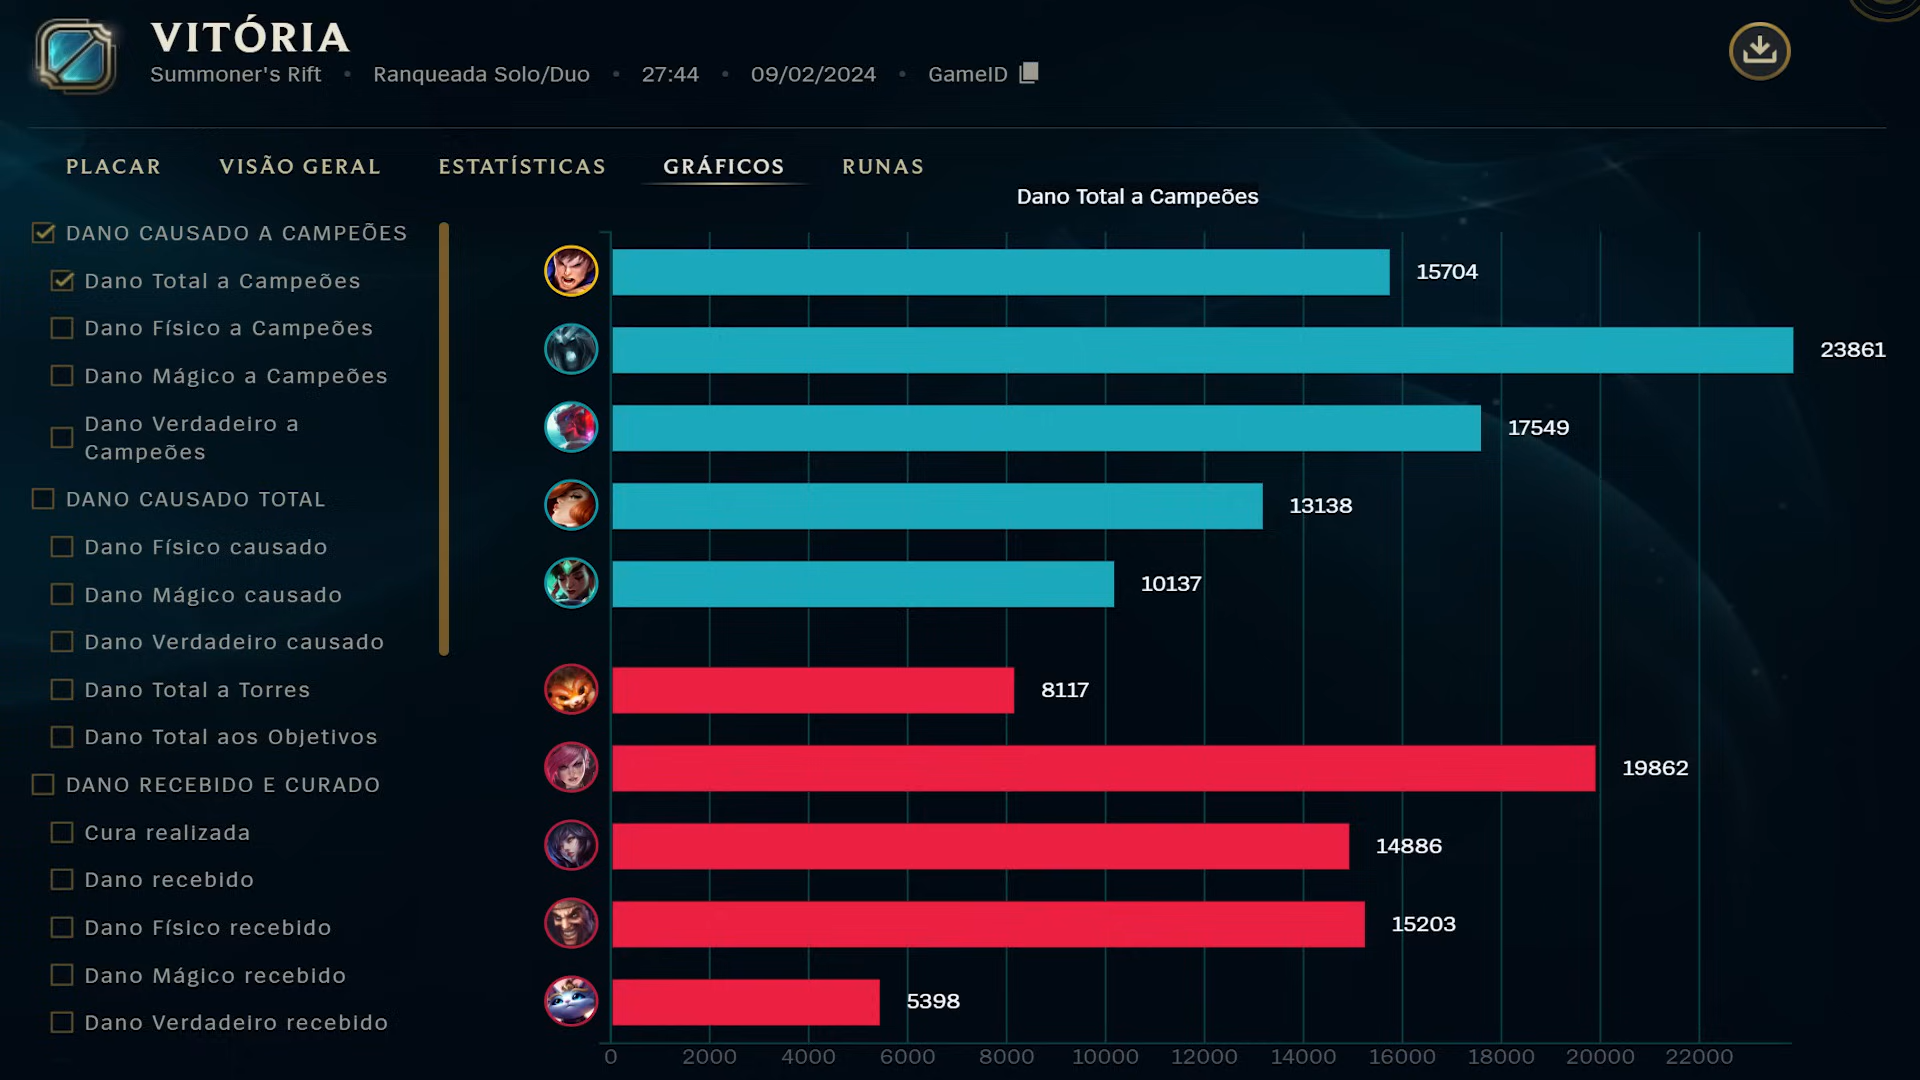 VITÓRIA
Summoner's Rift • Ranqueada Solo/Duo • 27:44 • 09/02/2024 • GameID
PLACAR VISÃO GERAL ESTATÍSTICAS GRÁFICOS RUNAS
DANO CAUSADO A CAMPEÕES
Dano Total a Campeões
Dano Físico a Campeões
Dano Mágico a Campeões
Dano Verdadeiro a
Campeões
DANO CAUSADO TOTAL
Dano Físico causado
Dano Mágico causado
Dano Verdadeiro causado
Dano Total a Torres
Dano Total aos Objetivos
DANO RECEBIDO E CURADO
Cura realizada
Dano recebido
Dano Físico recebido
Dano Mágico recebido
Dano Verdadeiro recebido
Dano Total a Campeões
15704
23861
17549
13138
10137
8117
19862
14886
15203
5398
0 2000 4000 6000 8000 10000 12000 14000 16000 18000 20000 22000